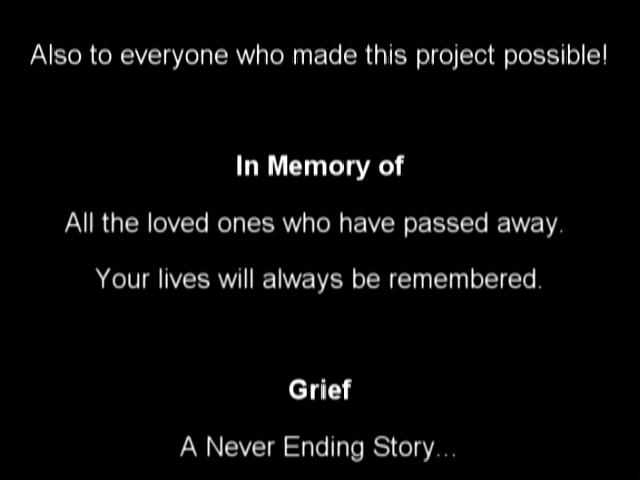 Also to everyone who made this project possible!
In Memory of
All the loved ones who have passed away.
Your lives will always be remembered.
Grief
A Never Ending Story...